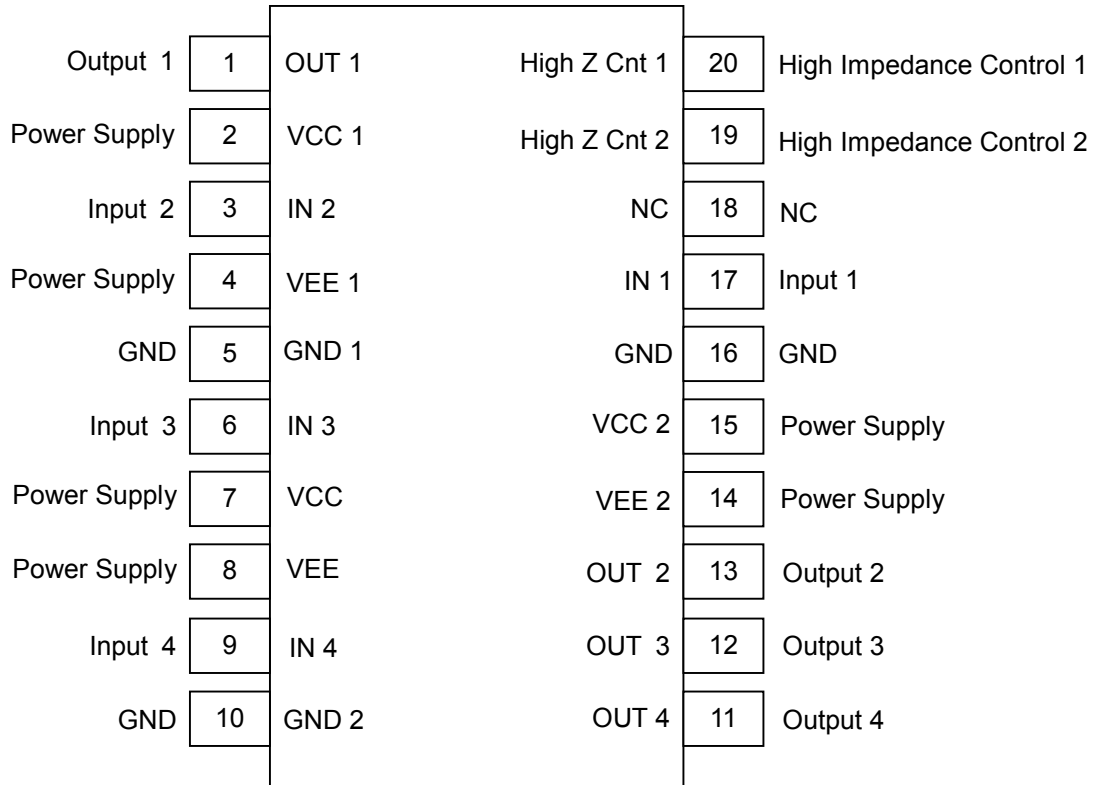 Output 1 1 OUT 1 High Z Cnt 1 20 High Impedance Control 1
Power Supply 2 VCC 1 High Z Cnt 2 19 High Impedance Control 2
Input 2 3 IN 2 NC 18 NC
Power Supply 4 VEE 1 IN 1 17 Input 1
GND 5 GND 1 GND 16 GND
Input 3 6 IN 3 VCC 2 15 Power Supply
Power Supply 7 VCC VEE 2 14 Power Supply
Power Supply 8 VEE OUT 2 13 Output 2
Input 4 9 IN 4 OUT 3 12 Output 3
GND 10 GND 2 OUT 4 11 Output 4